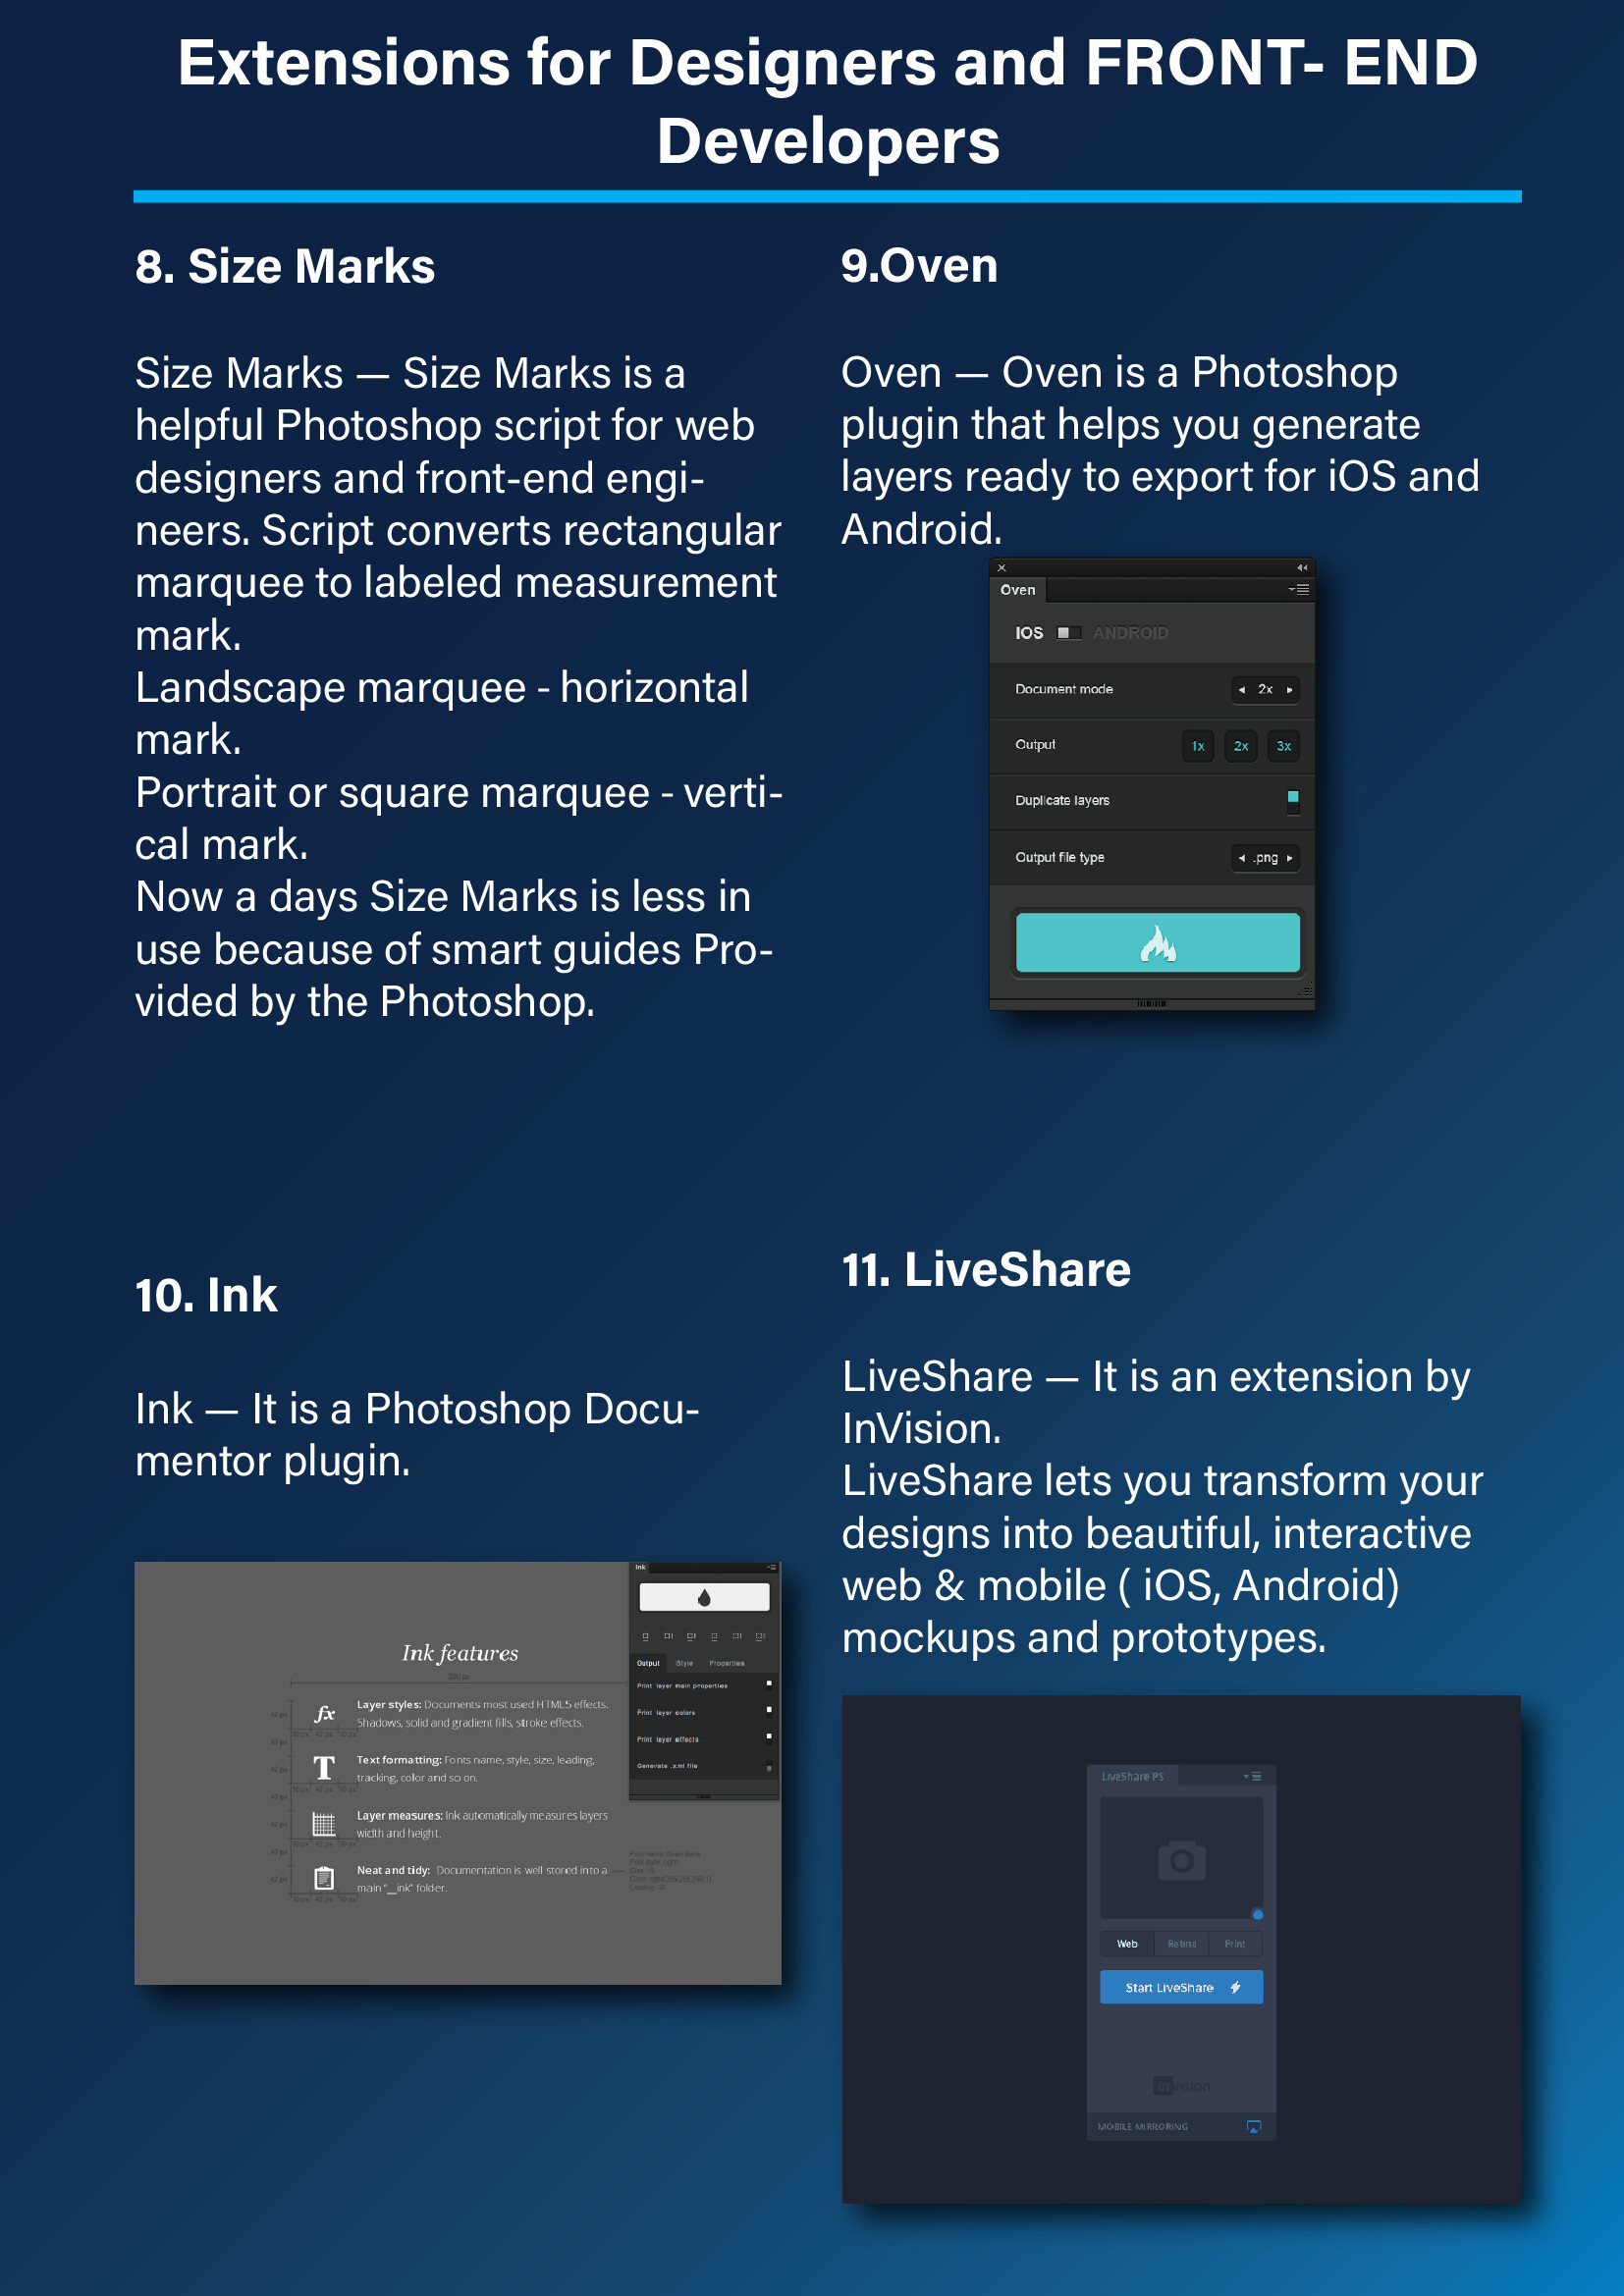 Extensions for Designers and FRONT- END
Developers
8. Size Marks
Size Marks — Size Marks is a
helpful Photoshop script for web
designers and front-end engi-
neers. Script converts rectangular
marquee to labeled measurement
mark.
Landscape marquee - horizontal
mark.
Portrait or square marquee - verti-
cal mark.
Now a days Size Marks is less in
use because of smart guides Pro-
vided by the Photoshop.
9.Oven
Oven — Oven is a Photoshop
plugin that helps you generate
layers ready to export for iOS and
Android.
Oven
IOS ANDROID
Document mode 2x
Output 1x 2x 3x
Duplicate layers
Output file type .png
10. Ink
Ink — It is a Photoshop Docu-
mentor plugin.
Ink
Ink features
Output Style Properties
Print layer main properties
Print layer colors
Print layer effects
Generate .xml file
fx
Layer styles: Documents most used HTML5 effects.
Shadows, solid and gradient fills, stroke effects.
T
Text formatting: Fonts name, style, size, leading,
tracking, color and so on.
Layer measures: Ink automatically measures layers
width and height.
Neat and tidy: Documentation is well stored into a
main "__ink" folder.
11. LiveShare
LiveShare — It is an extension by
InVision.
LiveShare lets you transform your
designs into beautiful, interactive
web & mobile ( iOS, Android)
mockups and prototypes.
LiveShare PS
Web Retina Print
Start LiveShare
invision
MOBILE MIRRORING